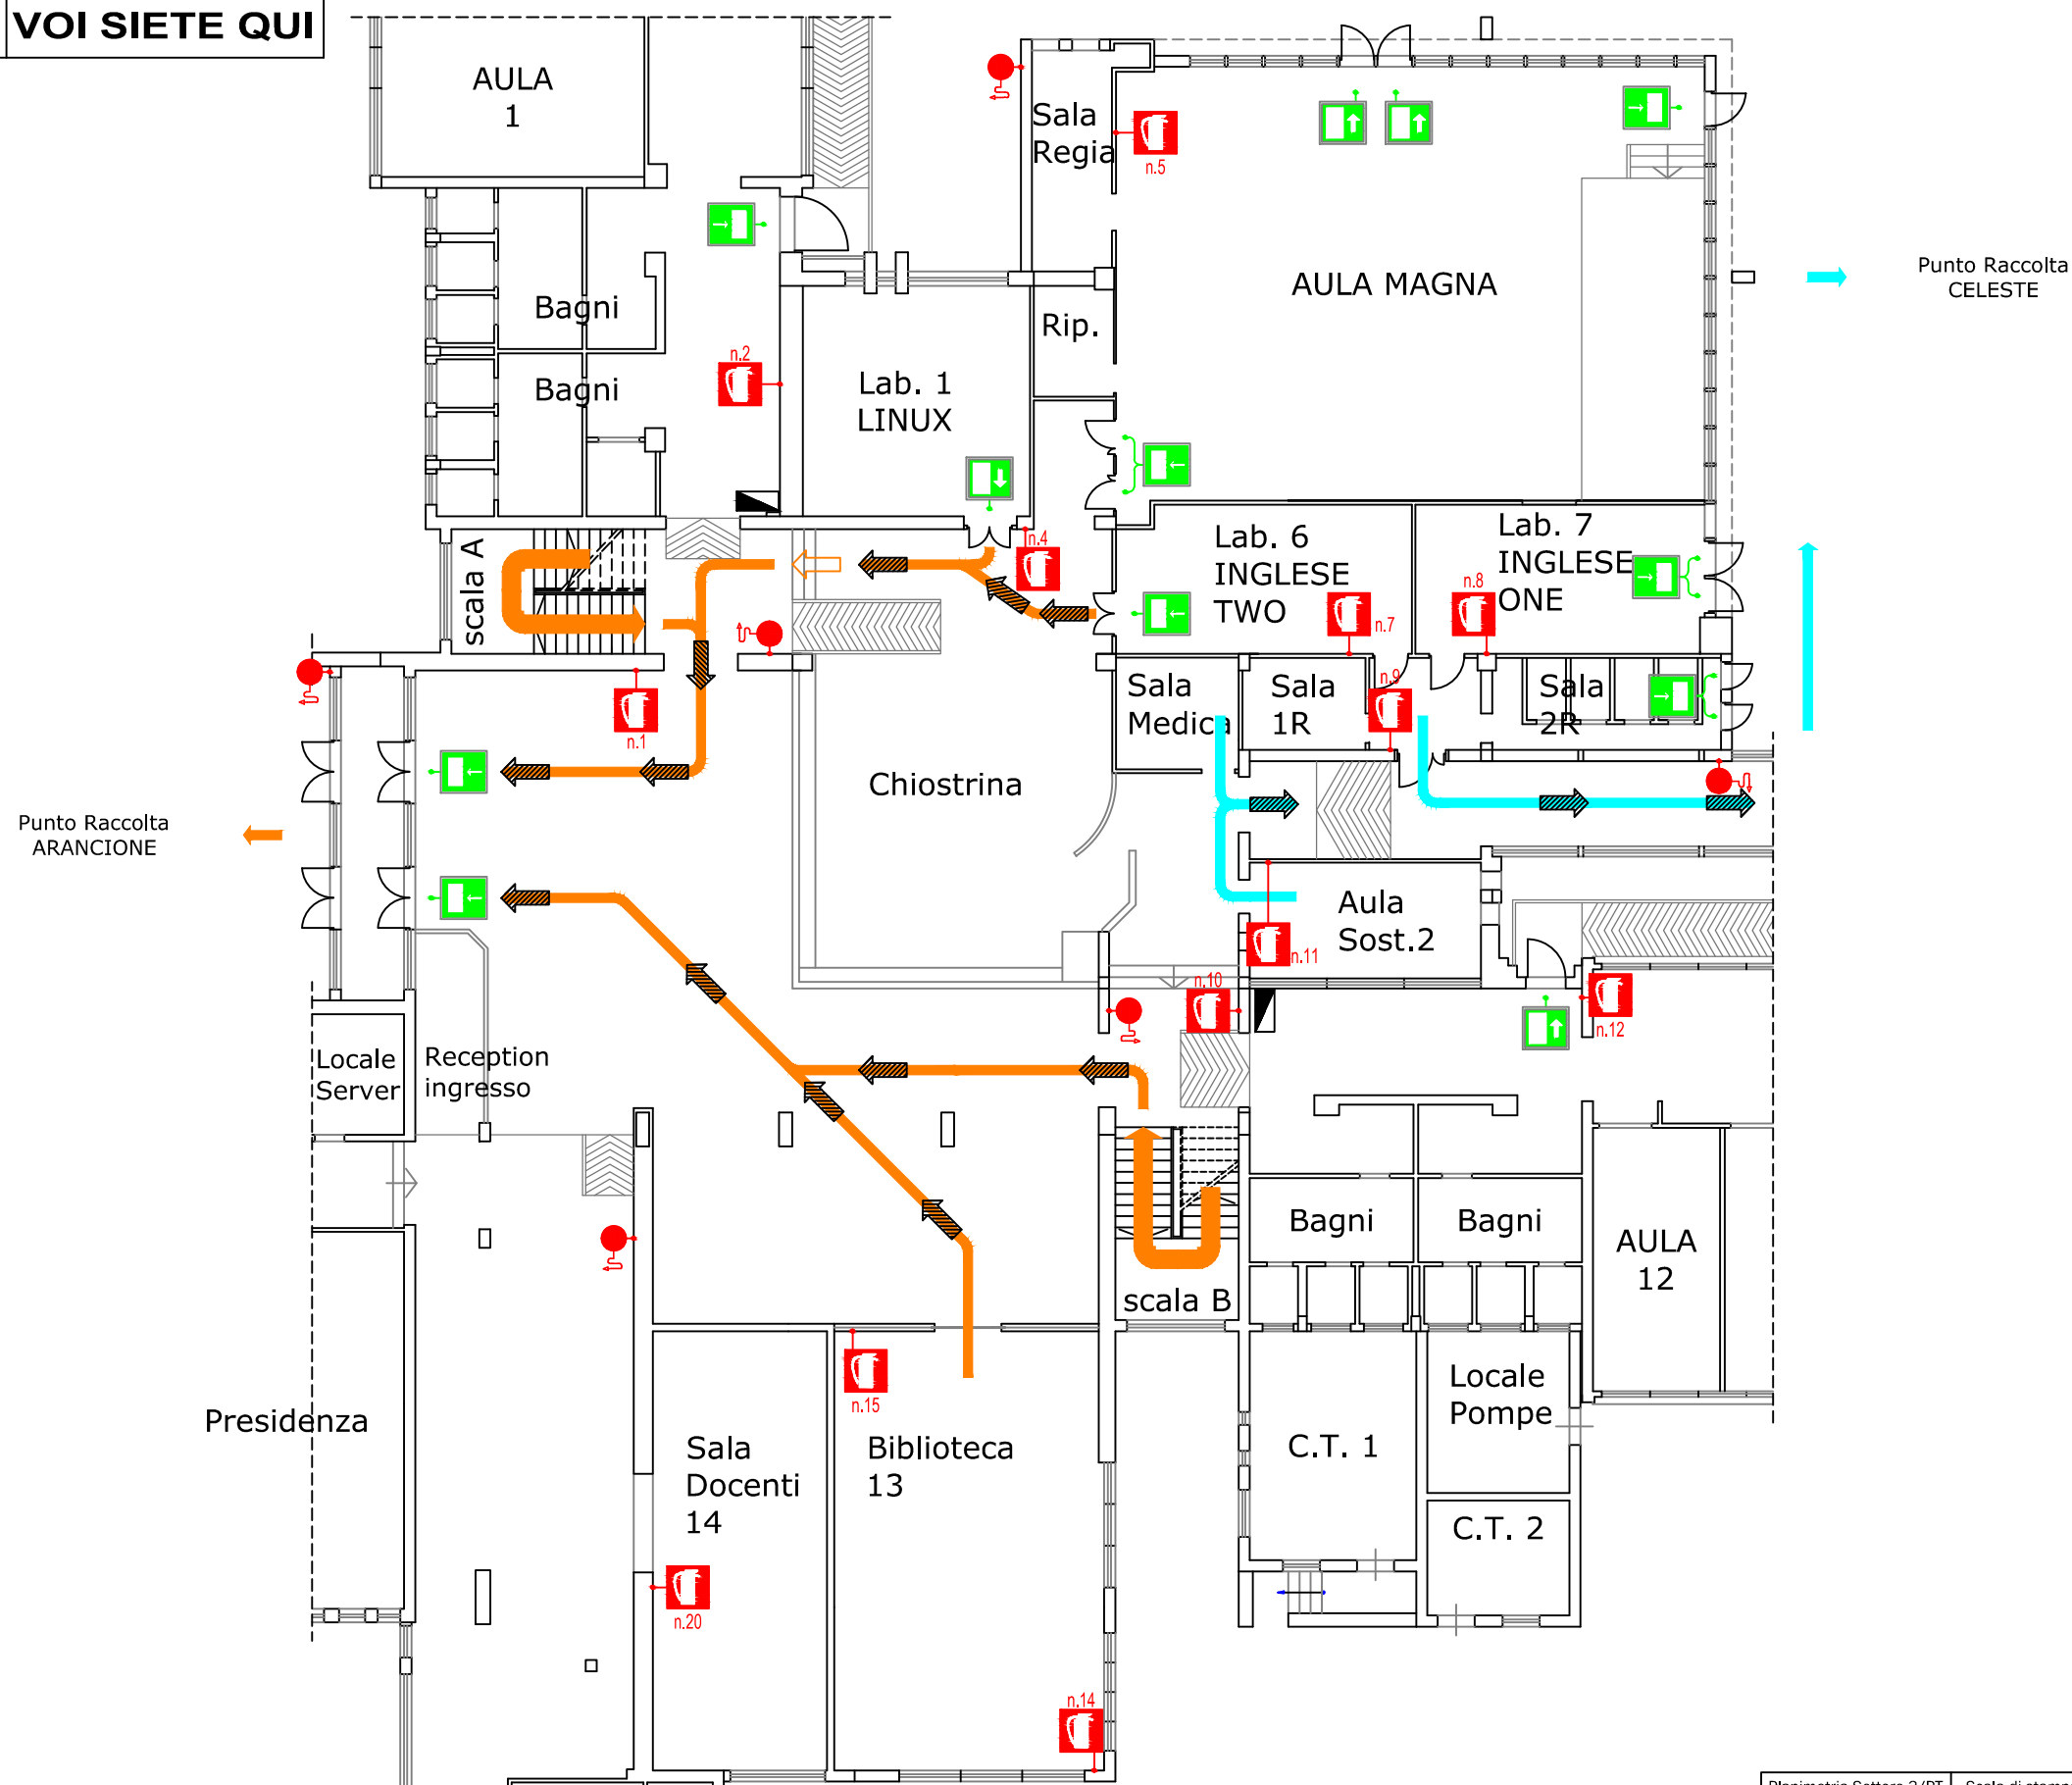 VOI SIETE QUI
AULA
1
Sala
Regia
n.5
AULA MAGNA
Punto Raccolta
CELESTE
Bagni
Rip.
n.2
Bagni
Lab. 1
LINUX
scala A
n.4
Lab. 6
INGLESE
TWO
n.7
Lab. 7
INGLESE
ONE
n.8
n.1
Sala
Medica
Sala
1R
n.9
Sala
2R
Chiostrina
Punto Raccolta
ARANCIONE
Aula
Sost.2
n.11
n.10
n.12
Locale
Server
Reception
ingresso
Bagni
Bagni
AULA
12
scala B
n.15
Presidenza
Sala
Docenti
14
Biblioteca
13
Locale
Pompe
C.T. 1
C.T. 2
n.20
n.14